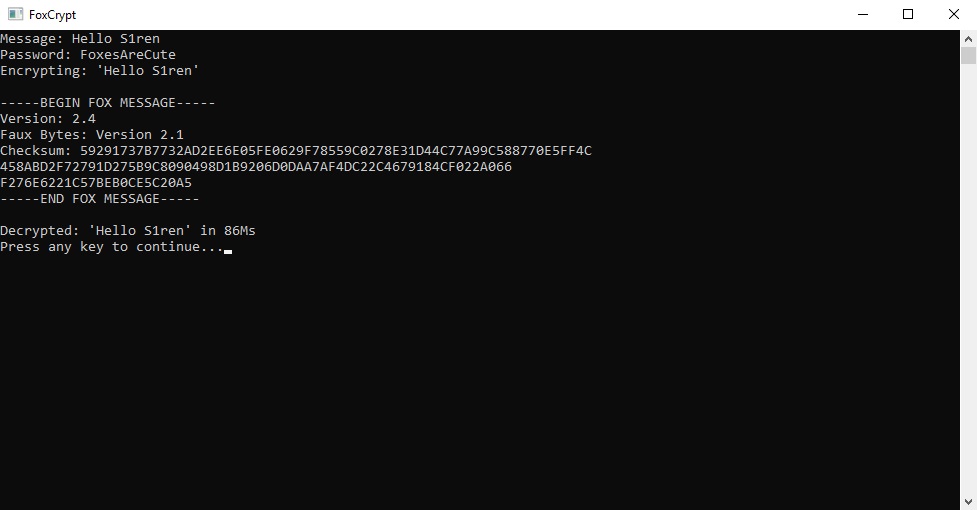 FoxCrypt
Message: Hello S1ren
Password: FoxesAreCute
Encrypting: 'Hello S1ren'
-----BEGIN FOX MESSAGE-----
Version: 2.4
Faux Bytes: Version 2.1
Checksum: 59291737B7732AD2EE6E05FE0629F78559C0278E31D44C77A99C588770E5FF4C
458ABD2F72791D275B9C8090498D1B9206D0DAA7AF4DC22C4679184CF022A066
F276E6221C57BEB0CE5C20A5
-----END FOX MESSAGE-----
Decrypted: 'Hello S1ren' in 86Ms
Press any key to continue...